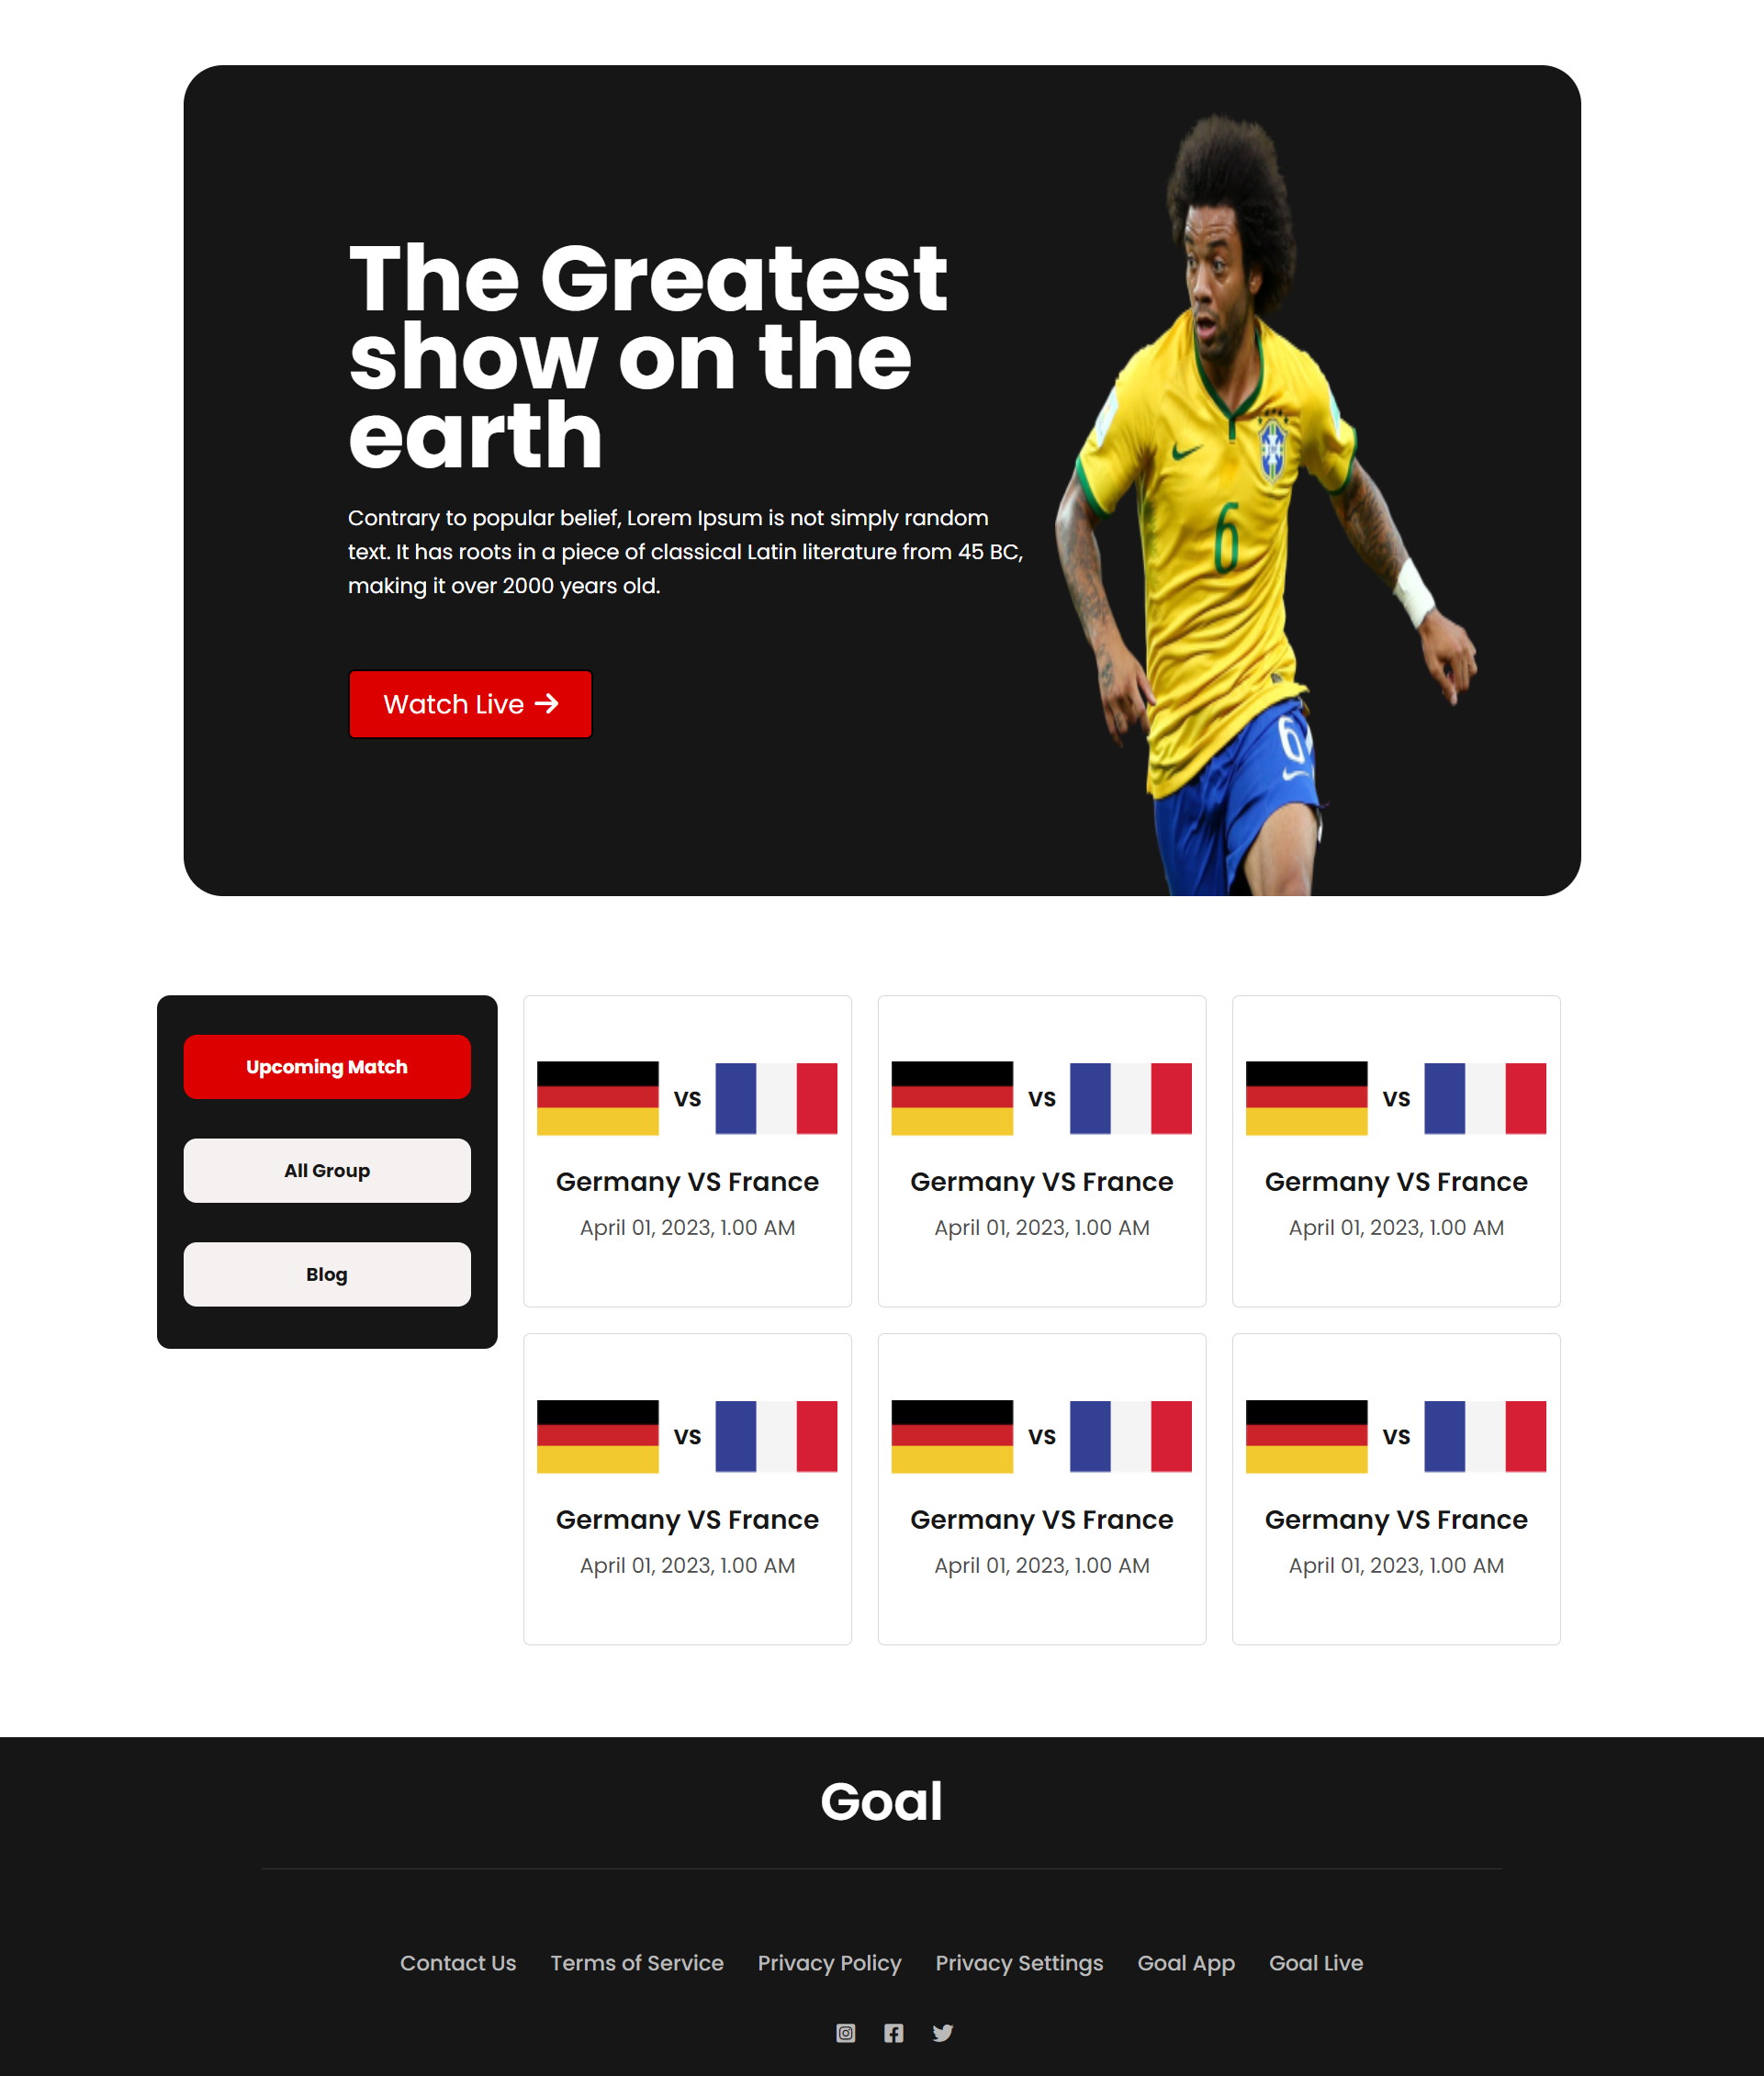 The Greatest
show on the
earth
Contrary to popular belief, Lorem Ipsum is not simply random
text. It has roots in a piece of classical Latin literature from 45 BC,
making it over 2000 years old.
Watch Live
6
6
Upcoming Match
All Group
Blog
VS
Germany VS France
April 01, 2023, 1.00 AM
VS
Germany VS France
April 01, 2023, 1.00 AM
VS
Germany VS France
April 01, 2023, 1.00 AM
VS
Germany VS France
April 01, 2023, 1.00 AM
VS
Germany VS France
April 01, 2023, 1.00 AM
VS
Germany VS France
April 01, 2023, 1.00 AM
Goal
Contact Us Terms of Service Privacy Policy Privacy Settings Goal App Goal Live